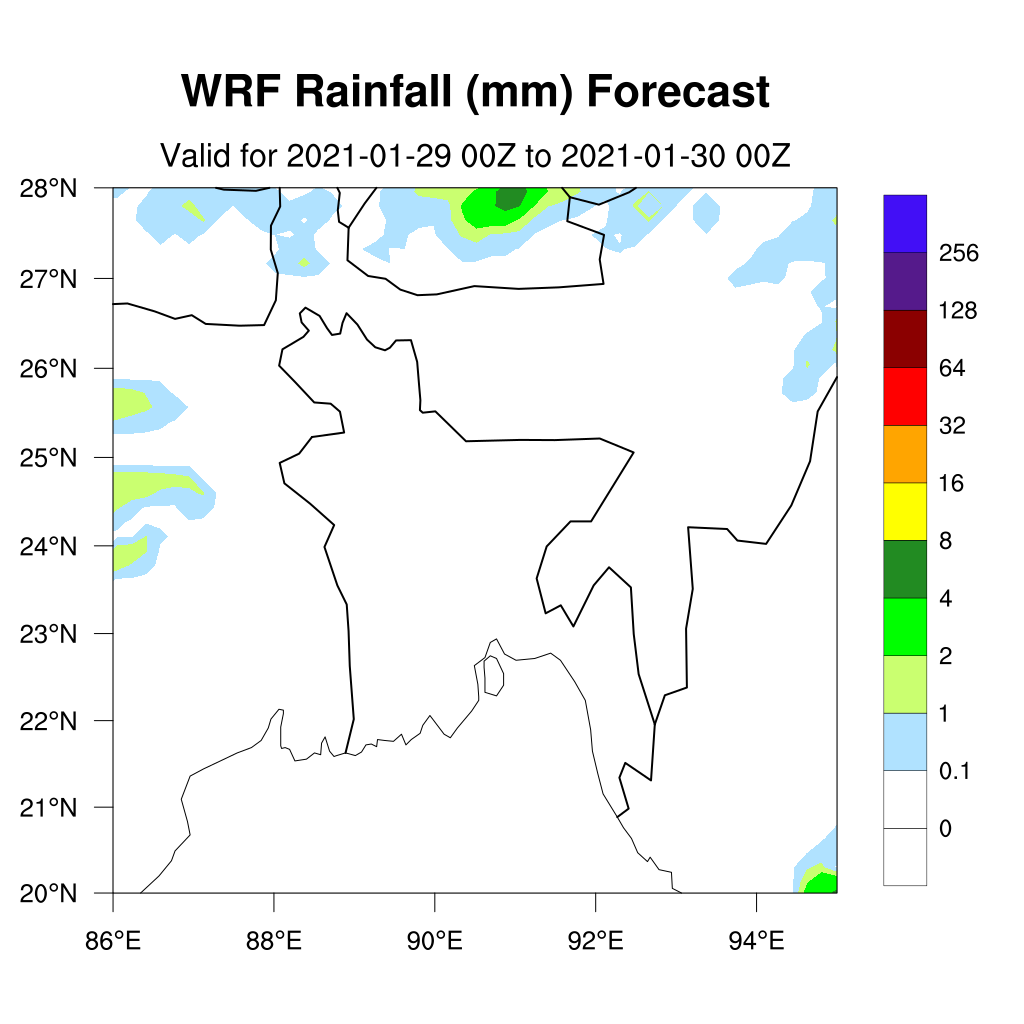 WRF Rainfall (mm) Forecast
Valid for 2021-01-29 00Z to 2021-01-30 00Z
28°N
27°N
26°N
25°N
24°N
23°N
22°N
21°N
20°N
86°E 88°E 90°E 92°E 94°E
256
128
64
32
16
8
4
2
1
0.1
0